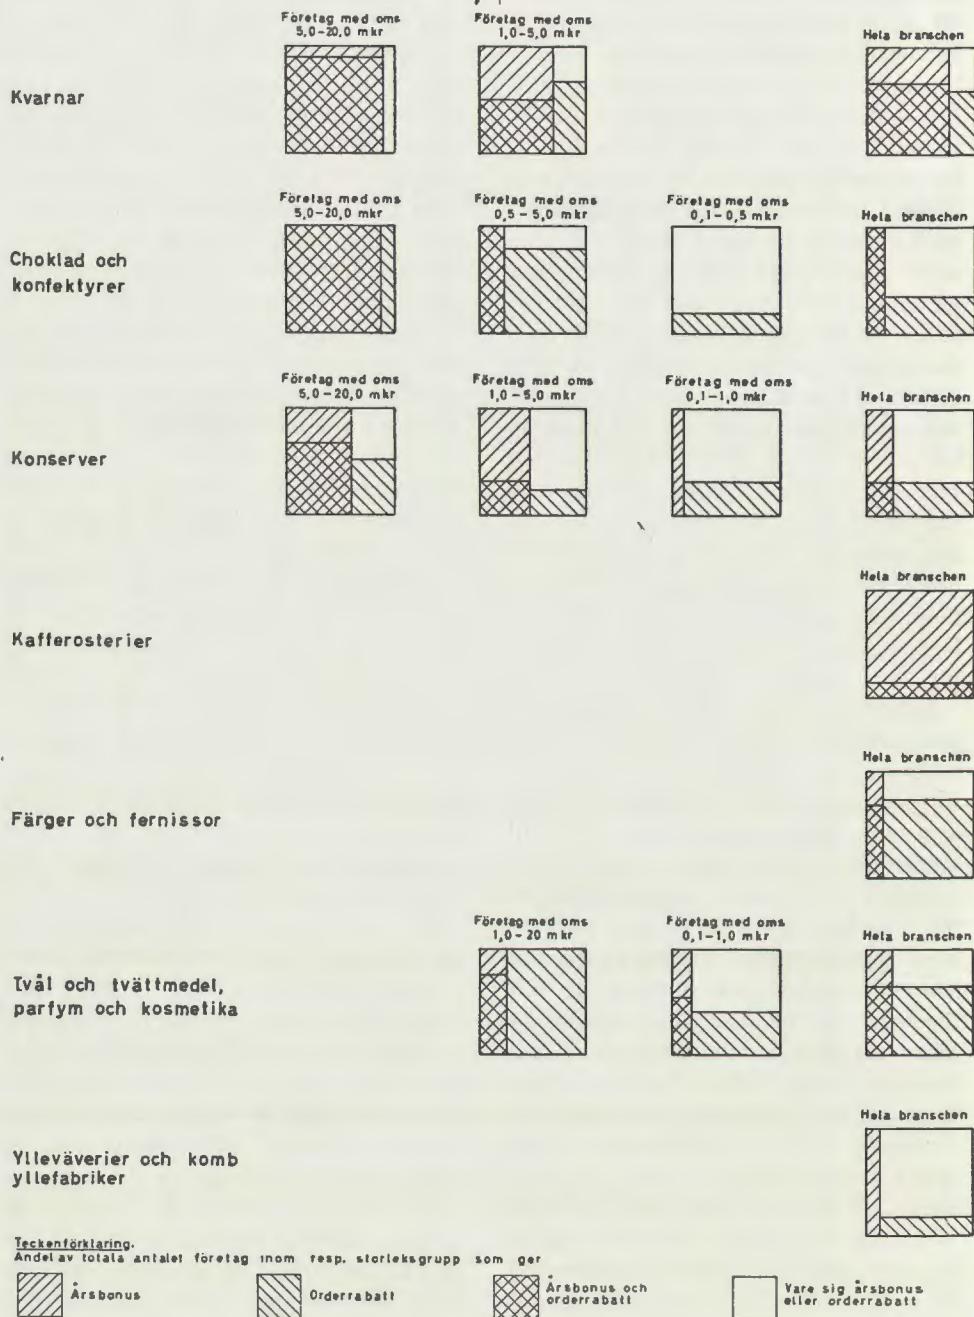 Företag med oms
5,0-20,0 mkr
Företag med oms
1,0-5,0 mkr
Hela branschen
Kvarnar
Företag med oms
5,0-20,0 mkr
Företag med oms
0,5 - 5,0 mkr
Företag med oms
0,1-0,5 mkr
Hela branschen
Choklad och
konfektyrer
Företag med oms
5,0-20,0 mkr
Företag med oms
1,0-5,0 mkr
Företag med oms
0,1-1,0 mkr
Hela branschen
Konserver
Hela branschen
Kafferosterier
Hela branschen
Färger och fernissor
Företag med oms
1,0-20 mkr
Företag med oms
0,1-1,0 mkr
Hela branschen
Tvål och tvättmedel,
parfym och kosmetika
Hela branschen
Ylleväverier och komb
yllefabriker
Teckenförklaring.
Andel av totala antalet företag inom resp. storleksgrupp som ger
Årsbonus
Orderrabatt
Årsbonus och
orderrabatt
Vare sig årsbonus
eller orderrabatt